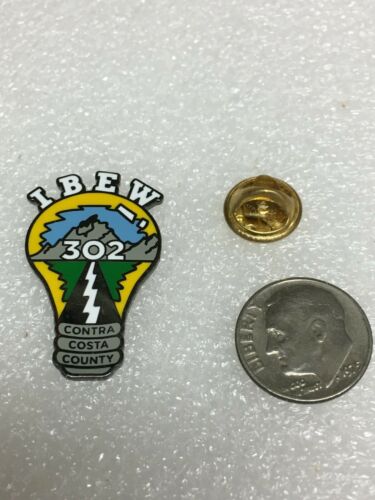 IBEW
302
CONTRA
COSTA
COUNTY
LIBERTY